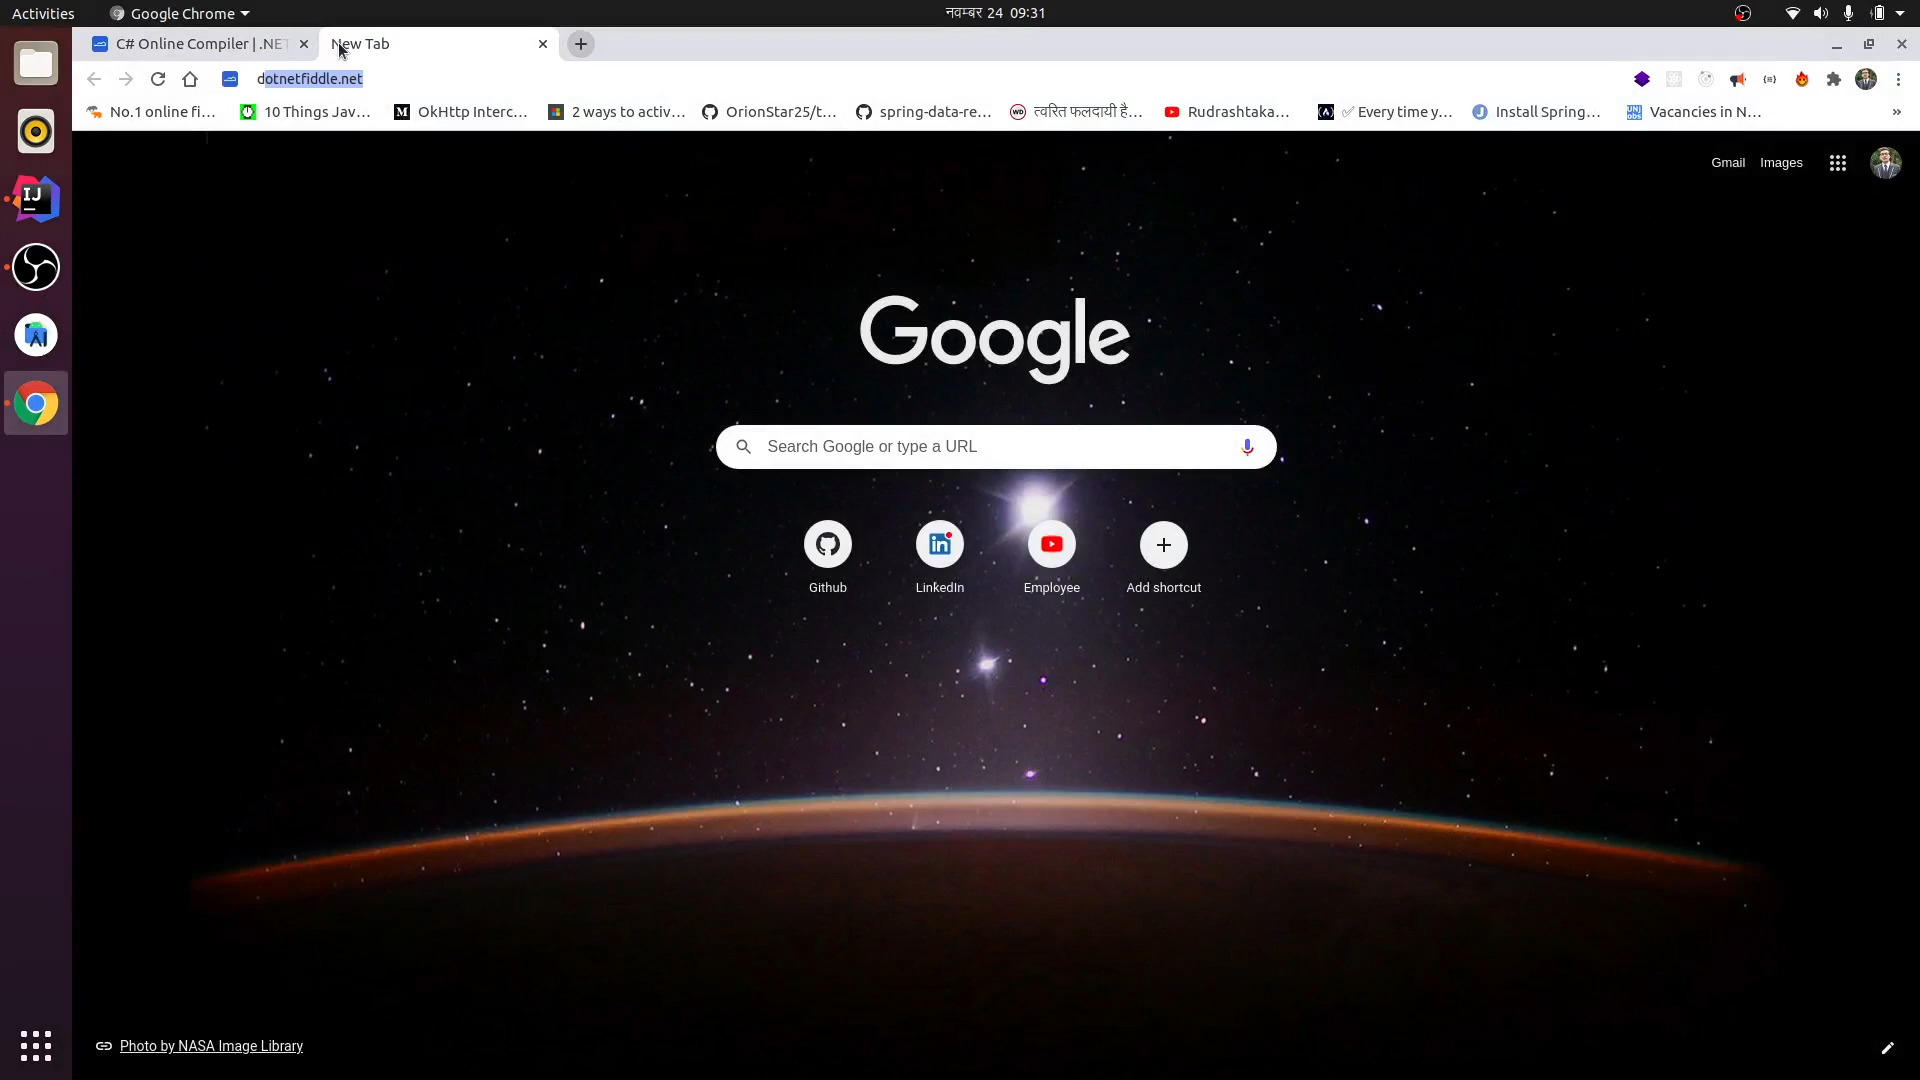 Activities
Google Chrome
नवम्बर 24 09:31
C# Online Compiler | .NET
New Tab
dotnetfiddle.net
No.1 online fi...
10 Things Jav...
OkHttp Interc...
2 ways to activ...
OrionStar25/t...
spring-data-re...
त्वरित फलदायी है...
Rudrashtaka...
✅ Every time y...
Install Spring...
Vacancies in N...
»
Gmail
Images
Google
Search Google or type a URL
Github
LinkedIn
Employee
Add shortcut
Photo by NASA Image Library